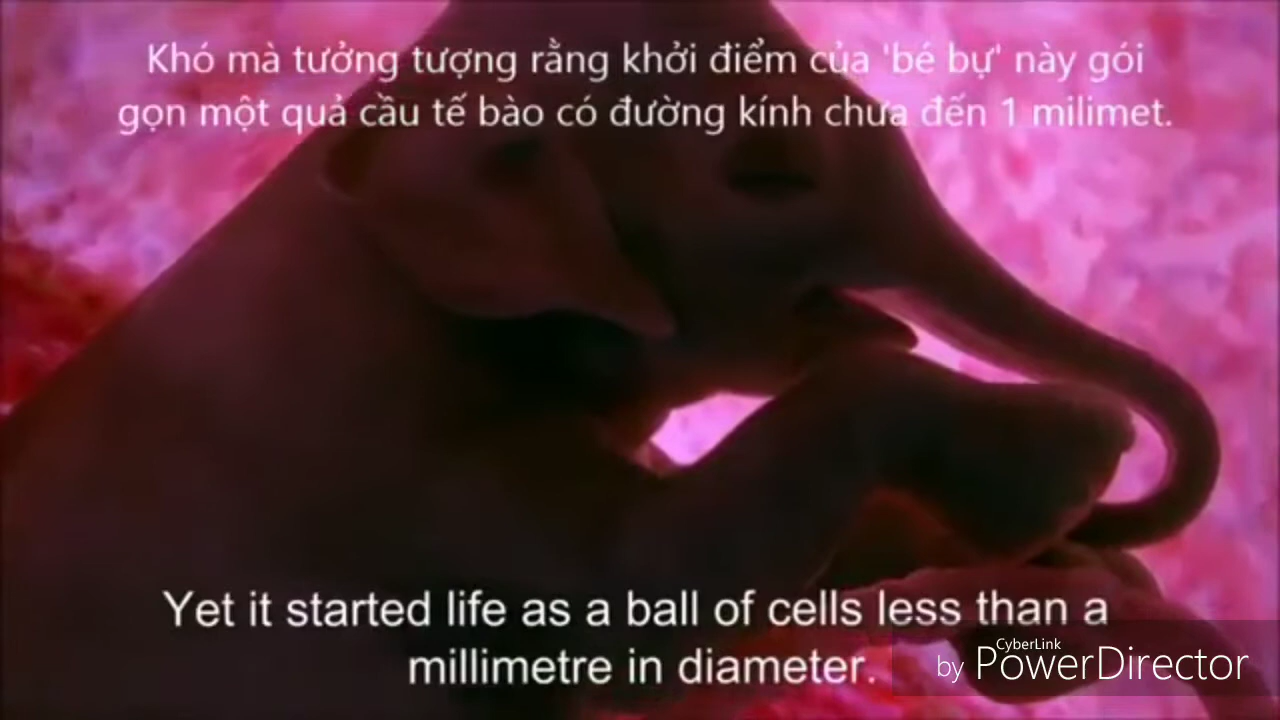 Khó mà tưởng tượng rằng khởi điểm của 'bé bự' này gói
gọn một quả cầu tế bào có đường kính chưa đến 1 milimet.
Yet it started life as a ball of cells less than a
millimetre in diameter.
CyberLink
by PowerDirector